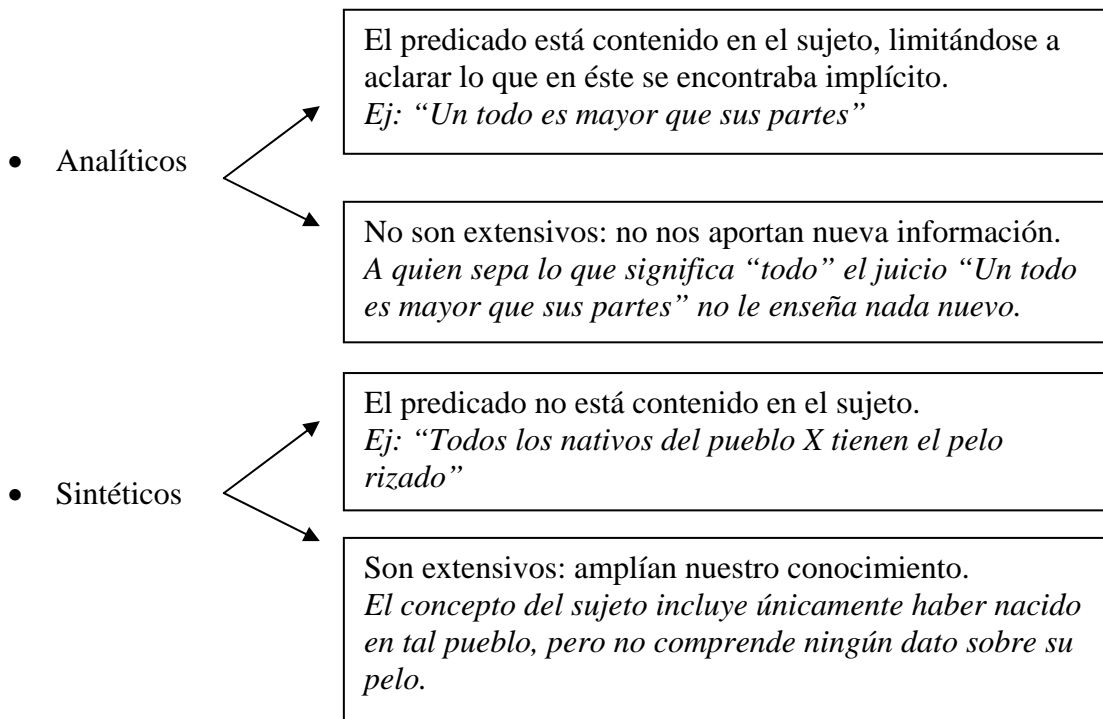 El predicado está contenido en el sujeto, limitándose a
aclarar lo que en éste se encontraba implícito.
Ej: “Un todo es mayor que sus partes”
• Analíticos
No son extensivos: no nos aportan nueva información.
A quien sepa lo que significa “todo” el juicio “Un todo
es mayor que sus partes” no le enseña nada nuevo.
El predicado no está contenido en el sujeto.
Ej: “Todos los nativos del pueblo X tienen el pelo
rizado”
• Sintéticos
Son extensivos: amplían nuestro conocimiento.
El concepto del sujeto incluye únicamente haber nacido
en tal pueblo, pero no comprende ningún dato sobre su
pelo.